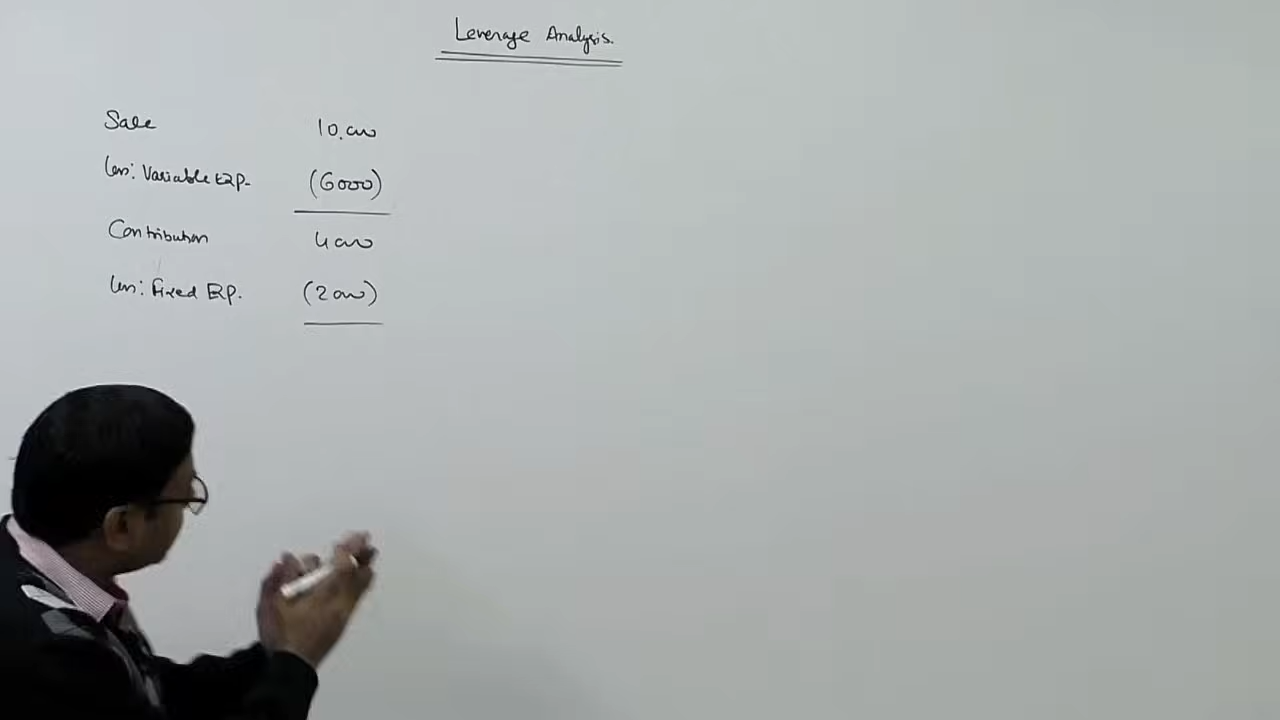 Leverage Analysis.
Sale 10,000
Less: Variable Exp. (6000)
Contribution 4000
Less: Fixed Exp. (2000)